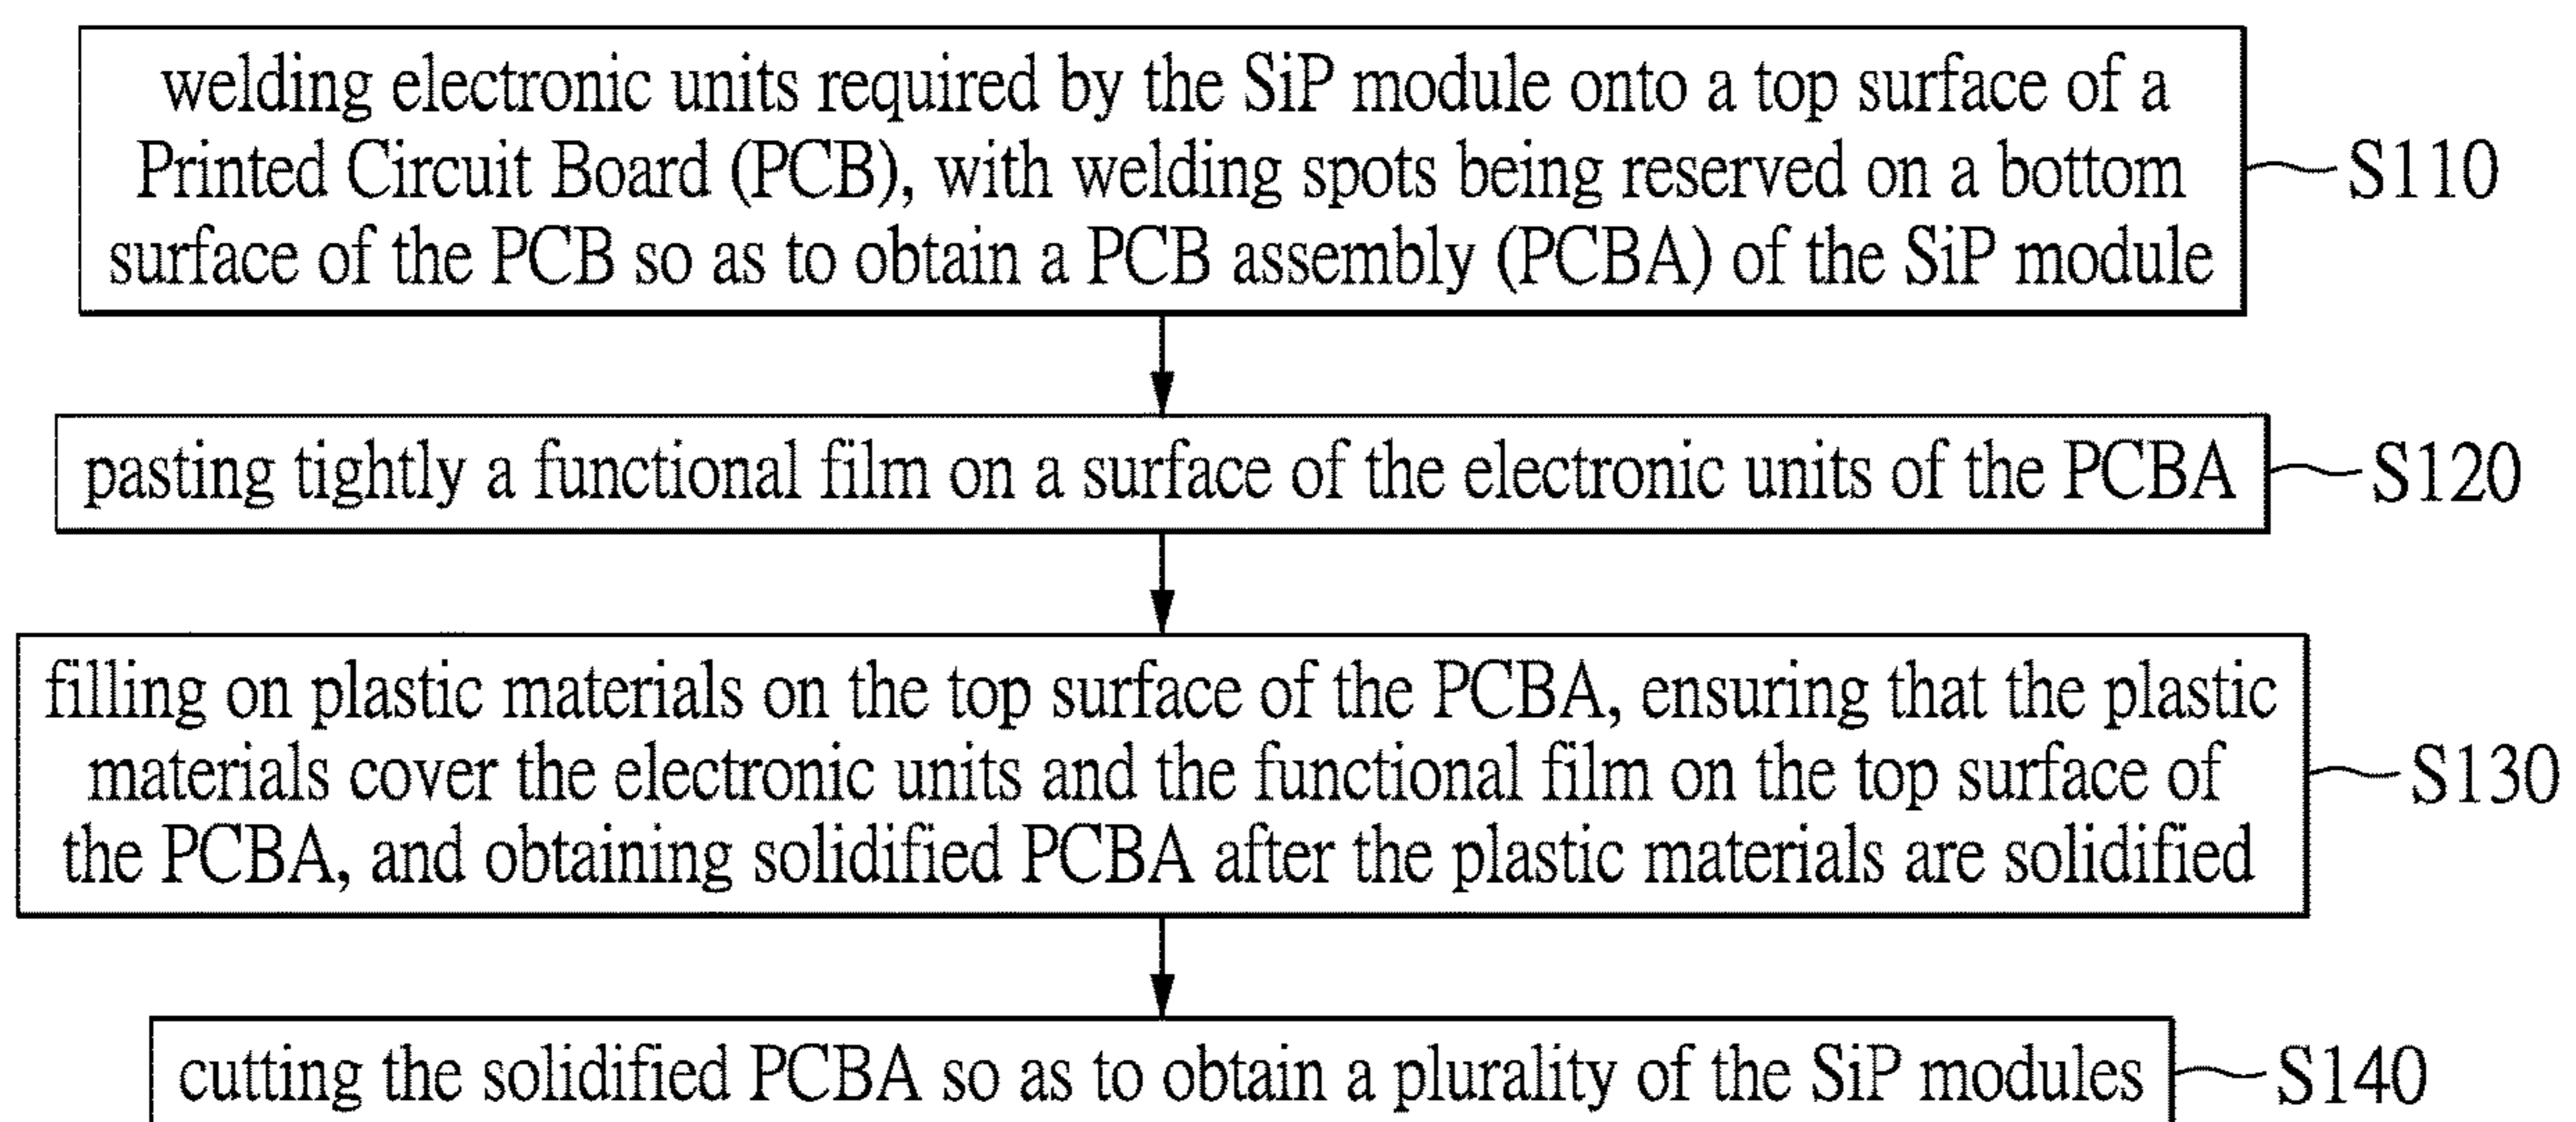 welding electronic units required by the SiP module onto a top surface of a
Printed Circuit Board (PCB), with welding spots being reserved on a bottom
surface of the PCB so as to obtain a PCB assembly (PCBA) of the SiP module
S110
pasting tightly a functional film on a surface of the electronic units of the PCBA
S120
filling on plastic materials on the top surface of the PCBA, ensuring that the plastic
materials cover the electronic units and the functional film on the top surface of
the PCBA, and obtaining solidified PCBA after the plastic materials are solidified
S130
cutting the solidified PCBA so as to obtain a plurality of the SiP modules
S140